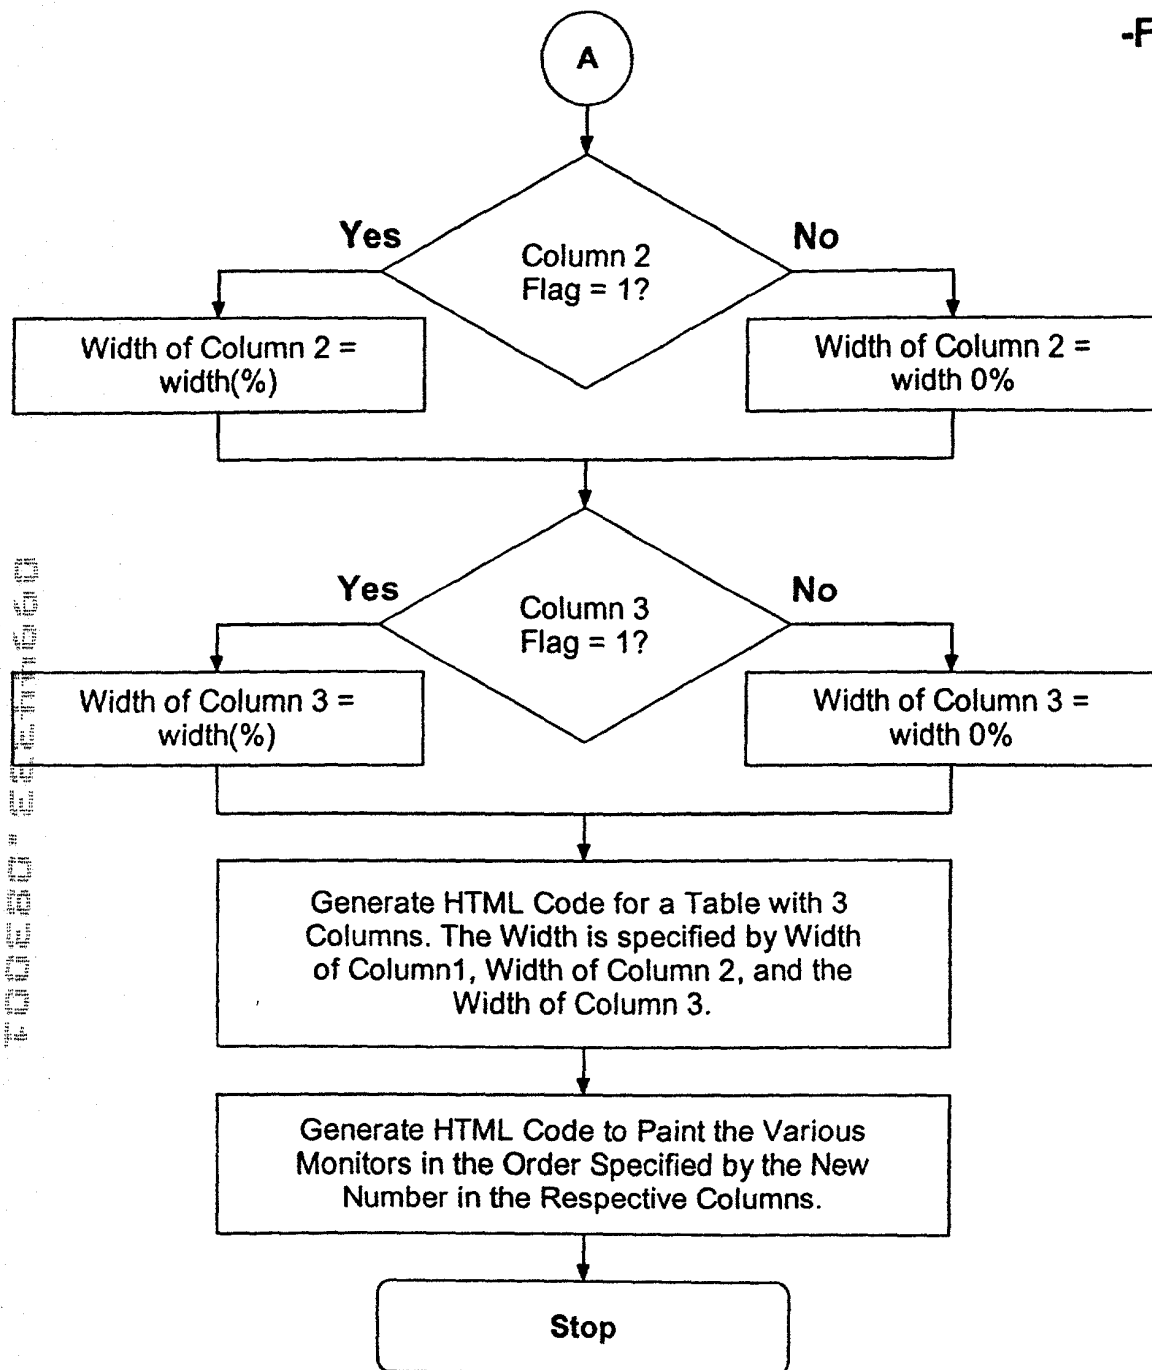 -F
A
Yes
No
Column 2
Flag = 1?
Width of Column 2 =
width(%)
Width of Column 2 =
width 0%
Yes
No
Column 3
Flag = 1?
Width of Column 3 =
width(%)
Width of Column 3 =
width 0%
Generate HTML Code for a Table with 3
Columns. The Width is specified by Width
of Column1, Width of Column 2, and the
Width of Column 3.
Generate HTML Code to Paint the Various
Monitors in the Order Specified by the New
Number in the Respective Columns.
Stop